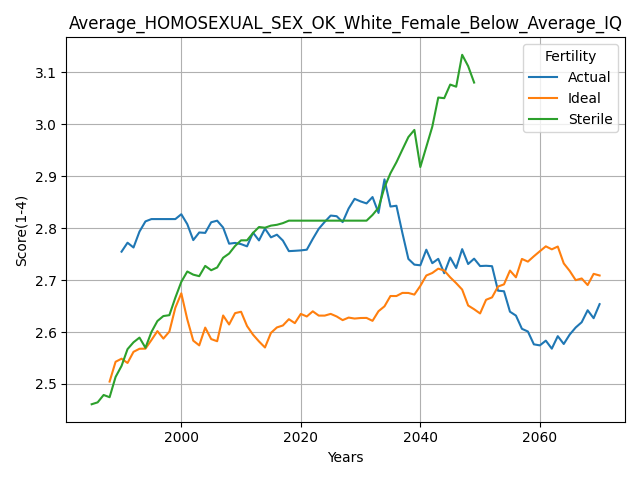 Average_HOMOSEXUAL_SEX_OK_White_Female_Below_Average_IQ
Fertility
Actual
Ideal
Sterile
3.1
3.0
2.9
2.8
2.7
2.6
2.5
Score(1-4)
2000
2020
2040
2060
Years